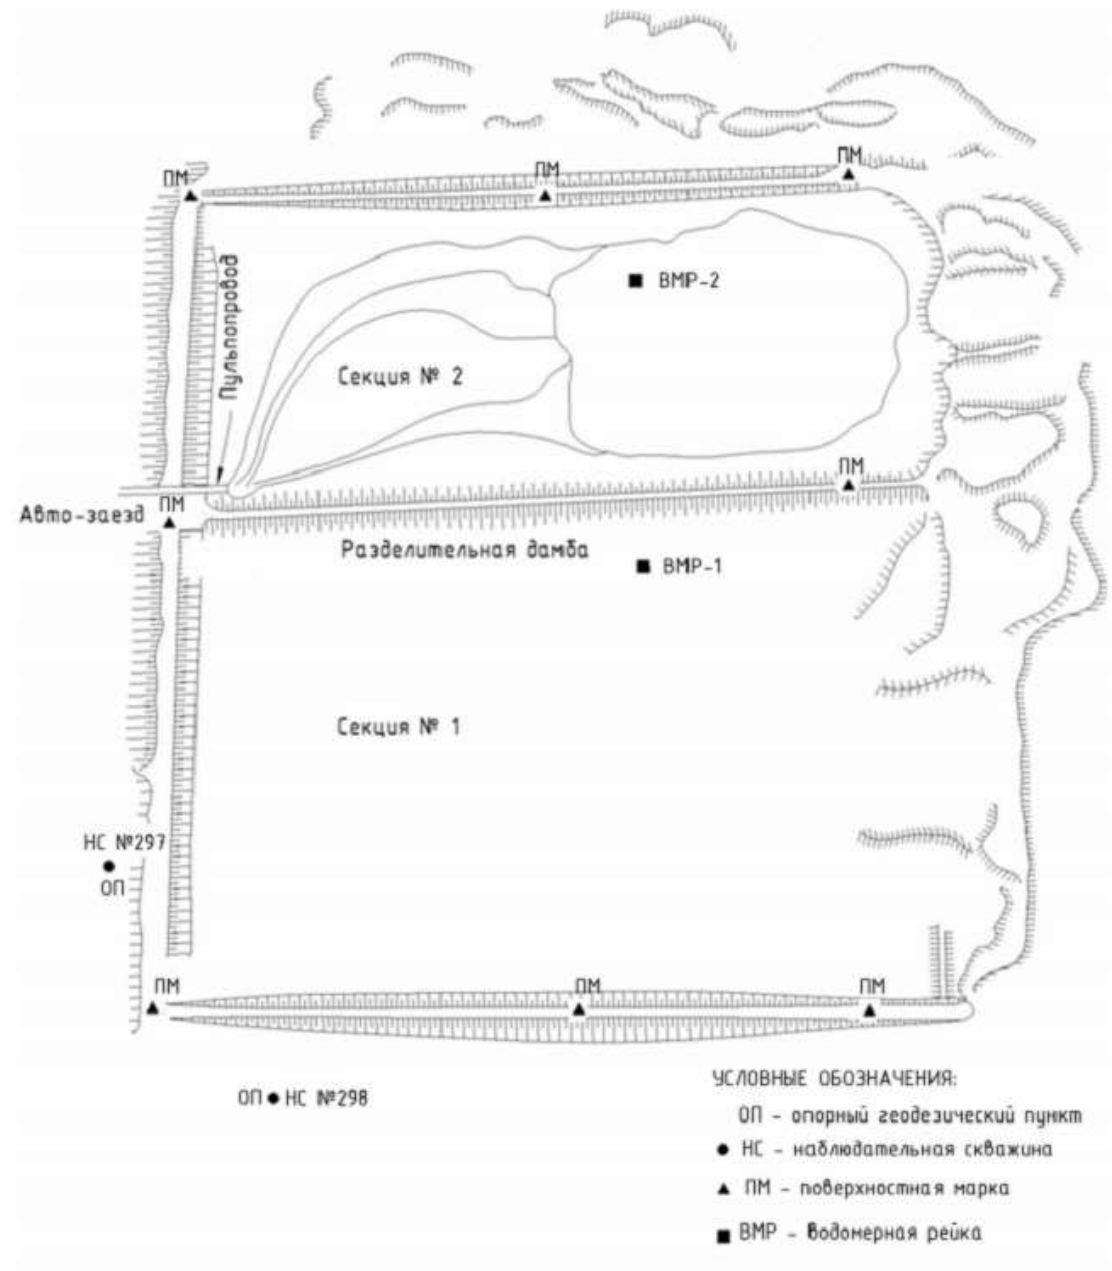 ПМ
ПМ
ПМ
Пульпопровод
ВМР-2
Секция № 2
ПМ
Авто-заезд
ПМ
Разделительная дамба
ВМР-1
Секция № 1
НС №297
ОП
ПМ
ПМ
ПМ
ОП НС №298
УСЛОВНЫЕ ОБОЗНАЧЕНИЯ:
ОП - опорный геодезический пункт
НС - наблюдательная скважина
ПМ - поверхностная марка
ВМР - водомерная рейка